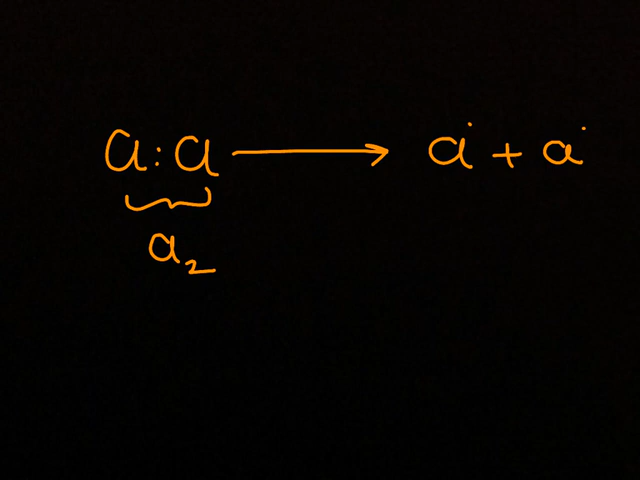 a:a ⟶ a˙ + a˙
a₂